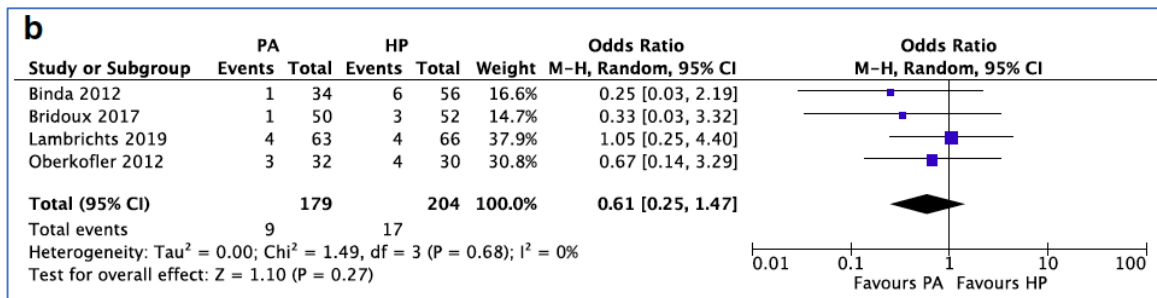 b
PA HP Odds Ratio Odds Ratio
Study or Subgroup Events Total Events Total Weight M-H, Random, 95% CI M-H, Random, 95% CI
Binda 2012 1 34 6 56 16.6% 0.25 [0.03, 2.19]
Bridoux 2017 1 50 3 52 14.7% 0.33 [0.03, 3.32]
Lambrichts 2019 4 63 4 66 37.9% 1.05 [0.25, 4.40]
Oberkofler 2012 3 32 4 30 30.8% 0.67 [0.14, 3.29]
Total (95% CI) 179 204 100.0% 0.61 [0.25, 1.47]
Total events 9 17
Heterogeneity: Tau² = 0.00; Chi² = 1.49, df = 3 (P = 0.68); I² = 0%
Test for overall effect: Z = 1.10 (P = 0.27)
0.01 0.1 1 10 100
Favours PA Favours HP